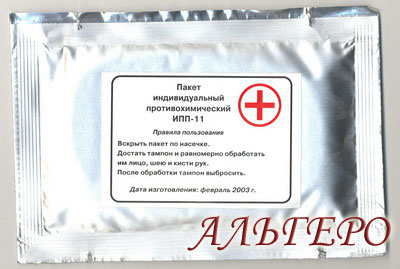 Пакет
индивидуальный
противохимический
ИПП-11
Правила пользования
Вскрыть пакет по насечке.
Достать тампон и равномерно обработать
им лицо, шею и кисти рук.
После обработки тампон выбросить.
Дата изготовления: февраль 2003 г.
АЛЬГЕРО